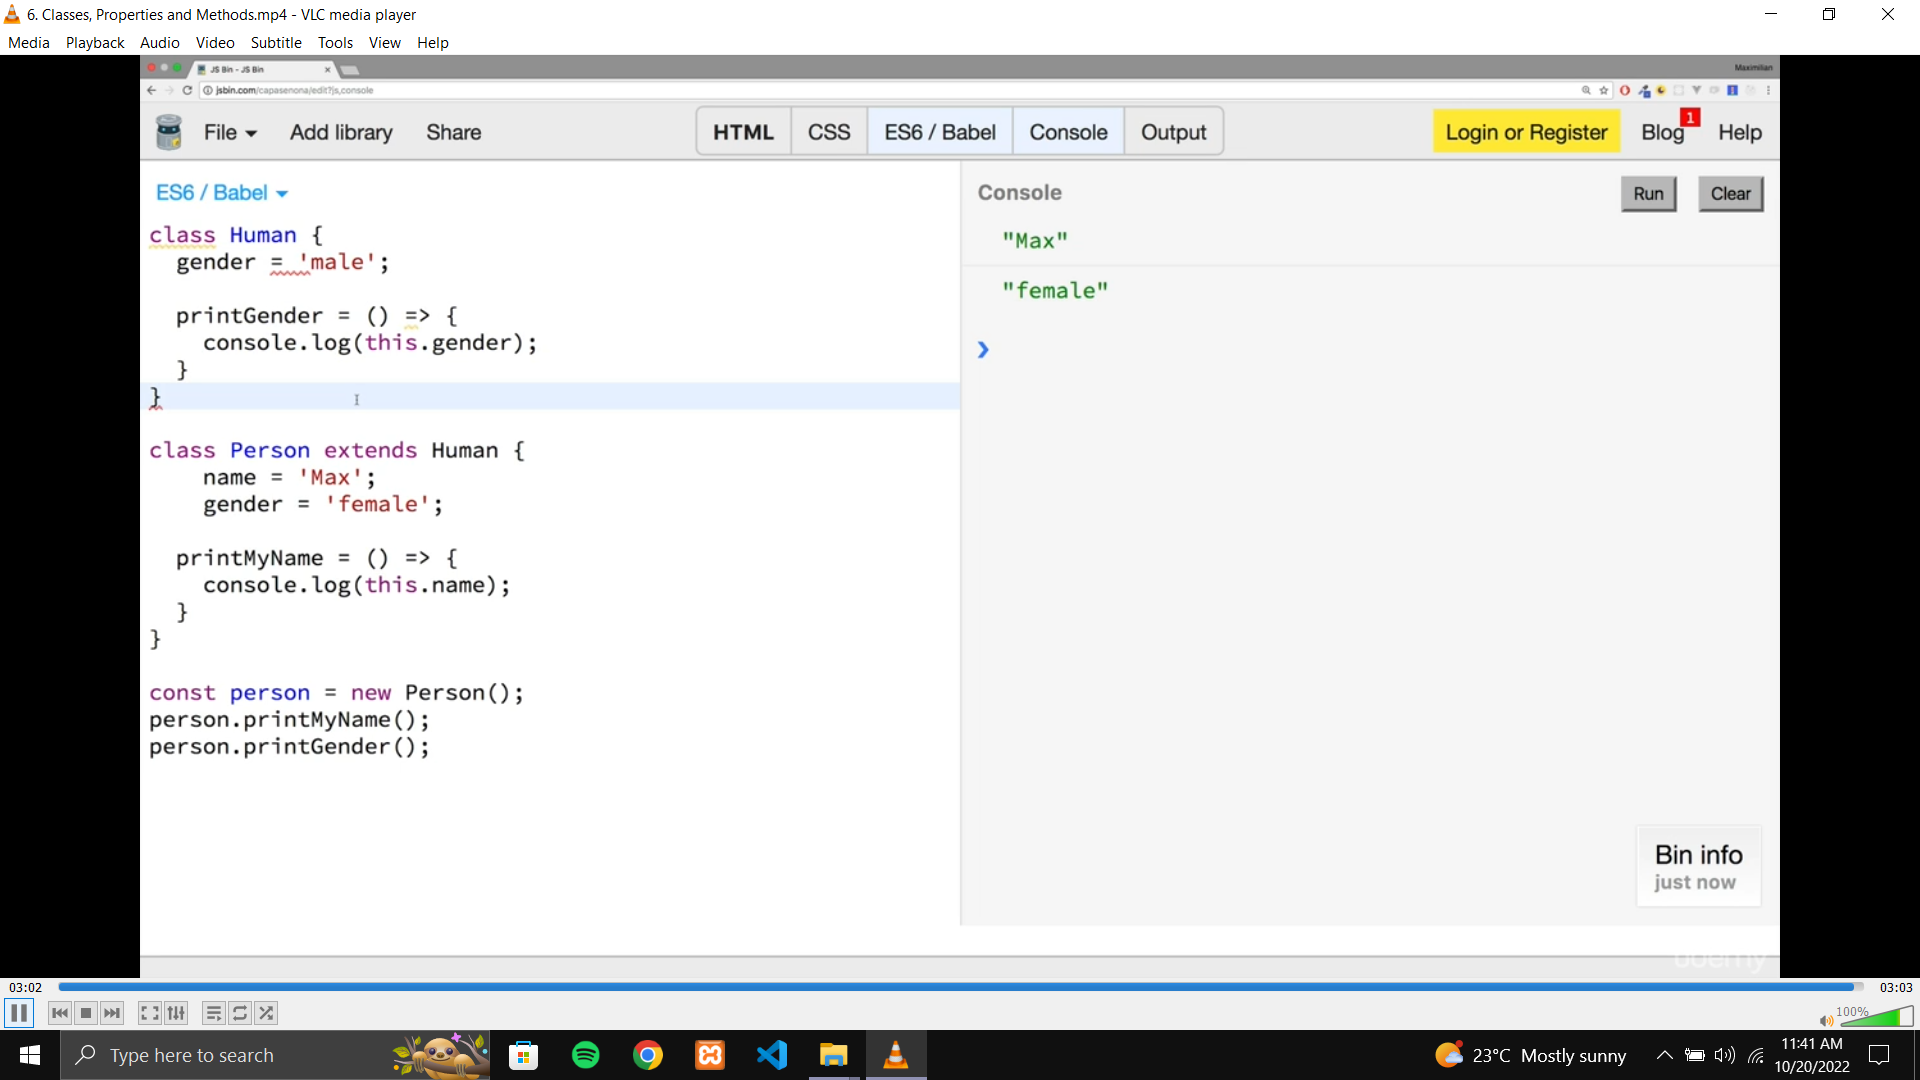 6. Classes, Properties and Methods.mp4 - VLC media player
Media Playback Audio Video Subtitle Tools View Help
JS Bin - JS Bin
Maximilian
jsbin.com/capasenona/edit?js,console
File Add library Share HTML CSS ES6 / Babel Console Output Login or Register Blog 1 Help
ES6 / Babel
class Human {
gender = 'male';
printGender = () => {
console.log(this.gender);
}
}
class Person extends Human {
name = 'Max';
gender = 'female';
printMyName = () => {
console.log(this.name);
}
}
const person = new Person();
person.printMyName();
person.printGender();
Console Run Clear
"Max"
"female"
Bin info
just now
udemy
03:02 03:03
100%
Type here to search
23°C Mostly sunny
11:41 AM
10/20/2022